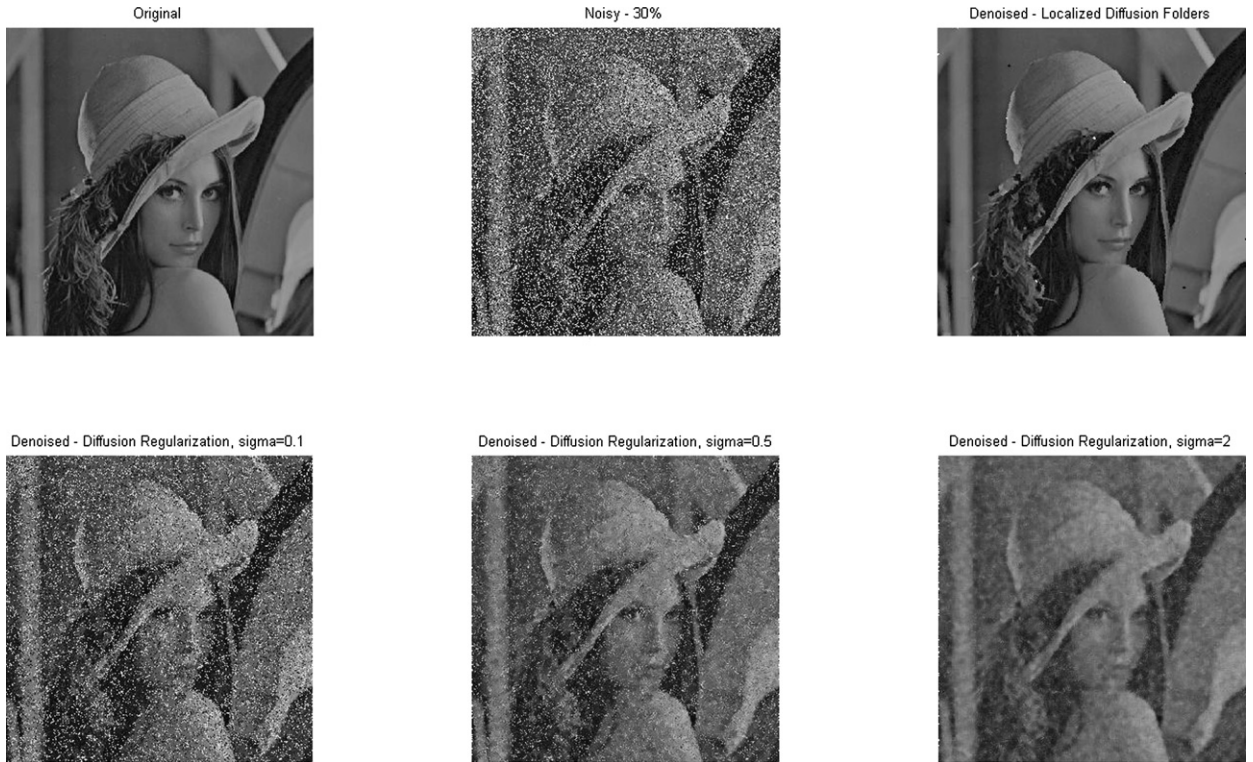 Original
Noisy - 30%
Denoised - Localized Diffusion Folders
Denoised - Diffusion Regularization, sigma=0.1
Denoised - Diffusion Regularization, sigma=0.5
Denoised - Diffusion Regularization, sigma=2